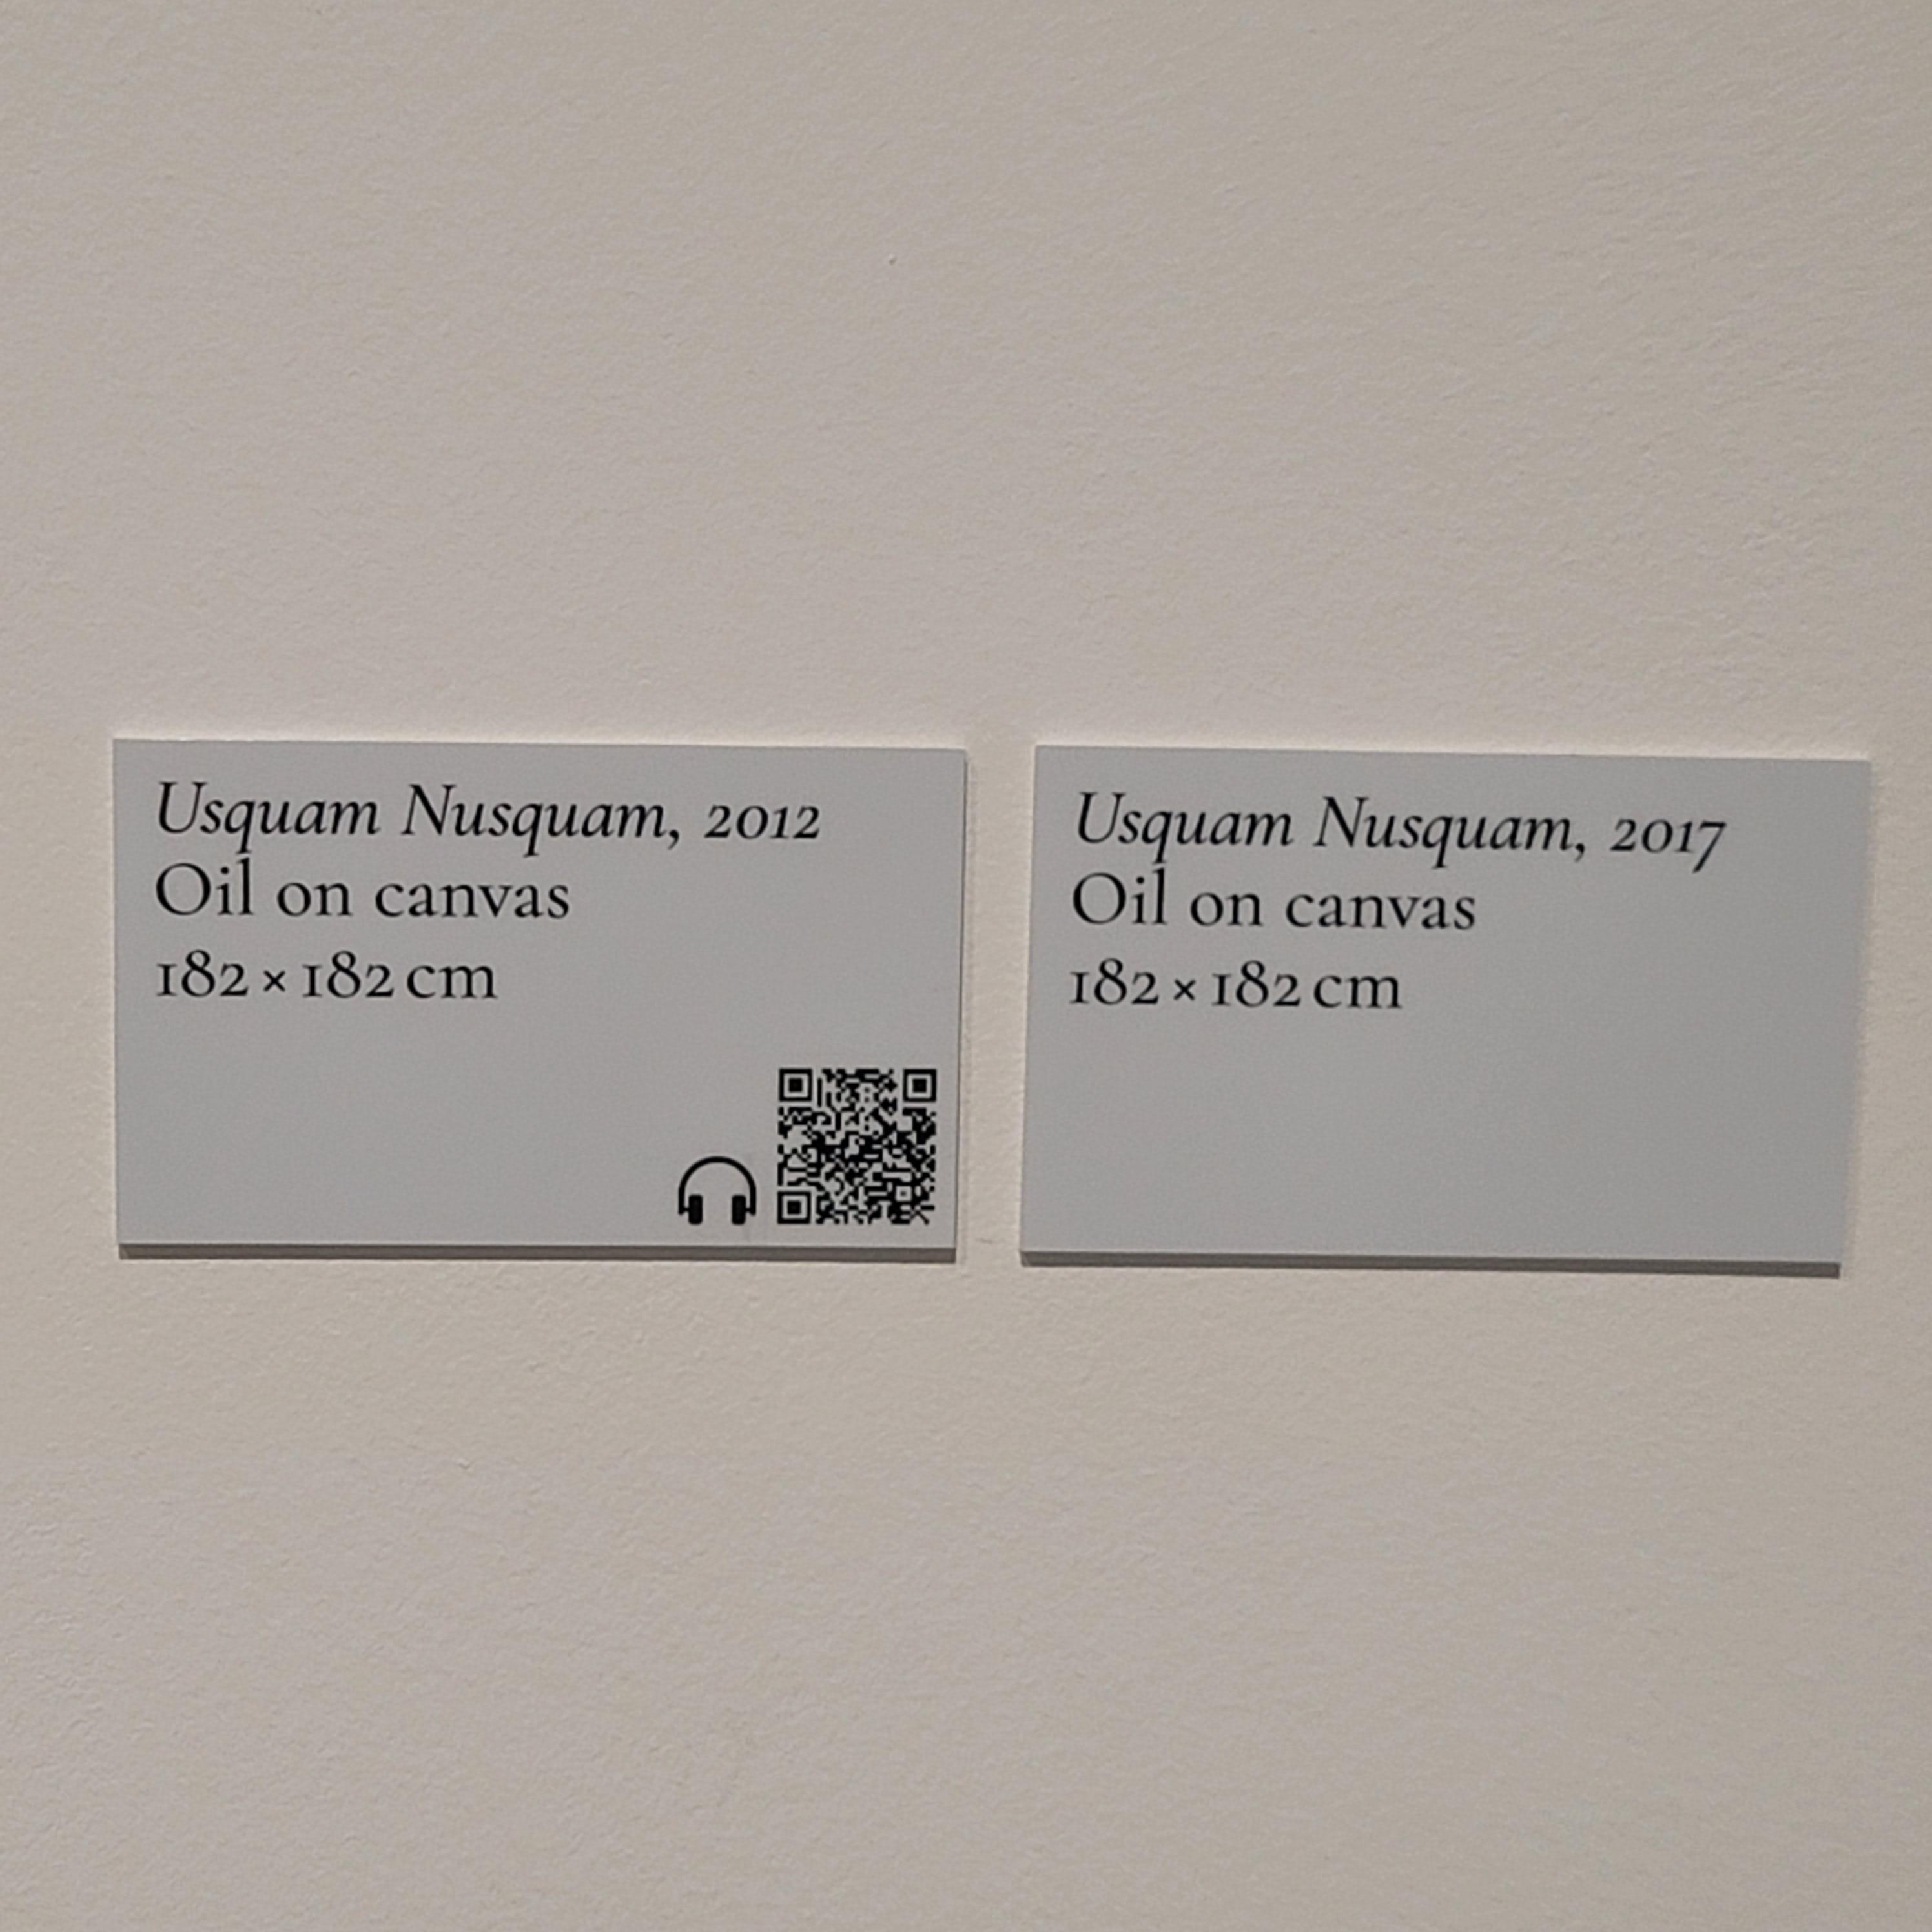 Usquam Nusquam, 2012
Oil on canvas
182 × 182 cm
Usquam Nusquam, 2017
Oil on canvas
182 × 182 cm